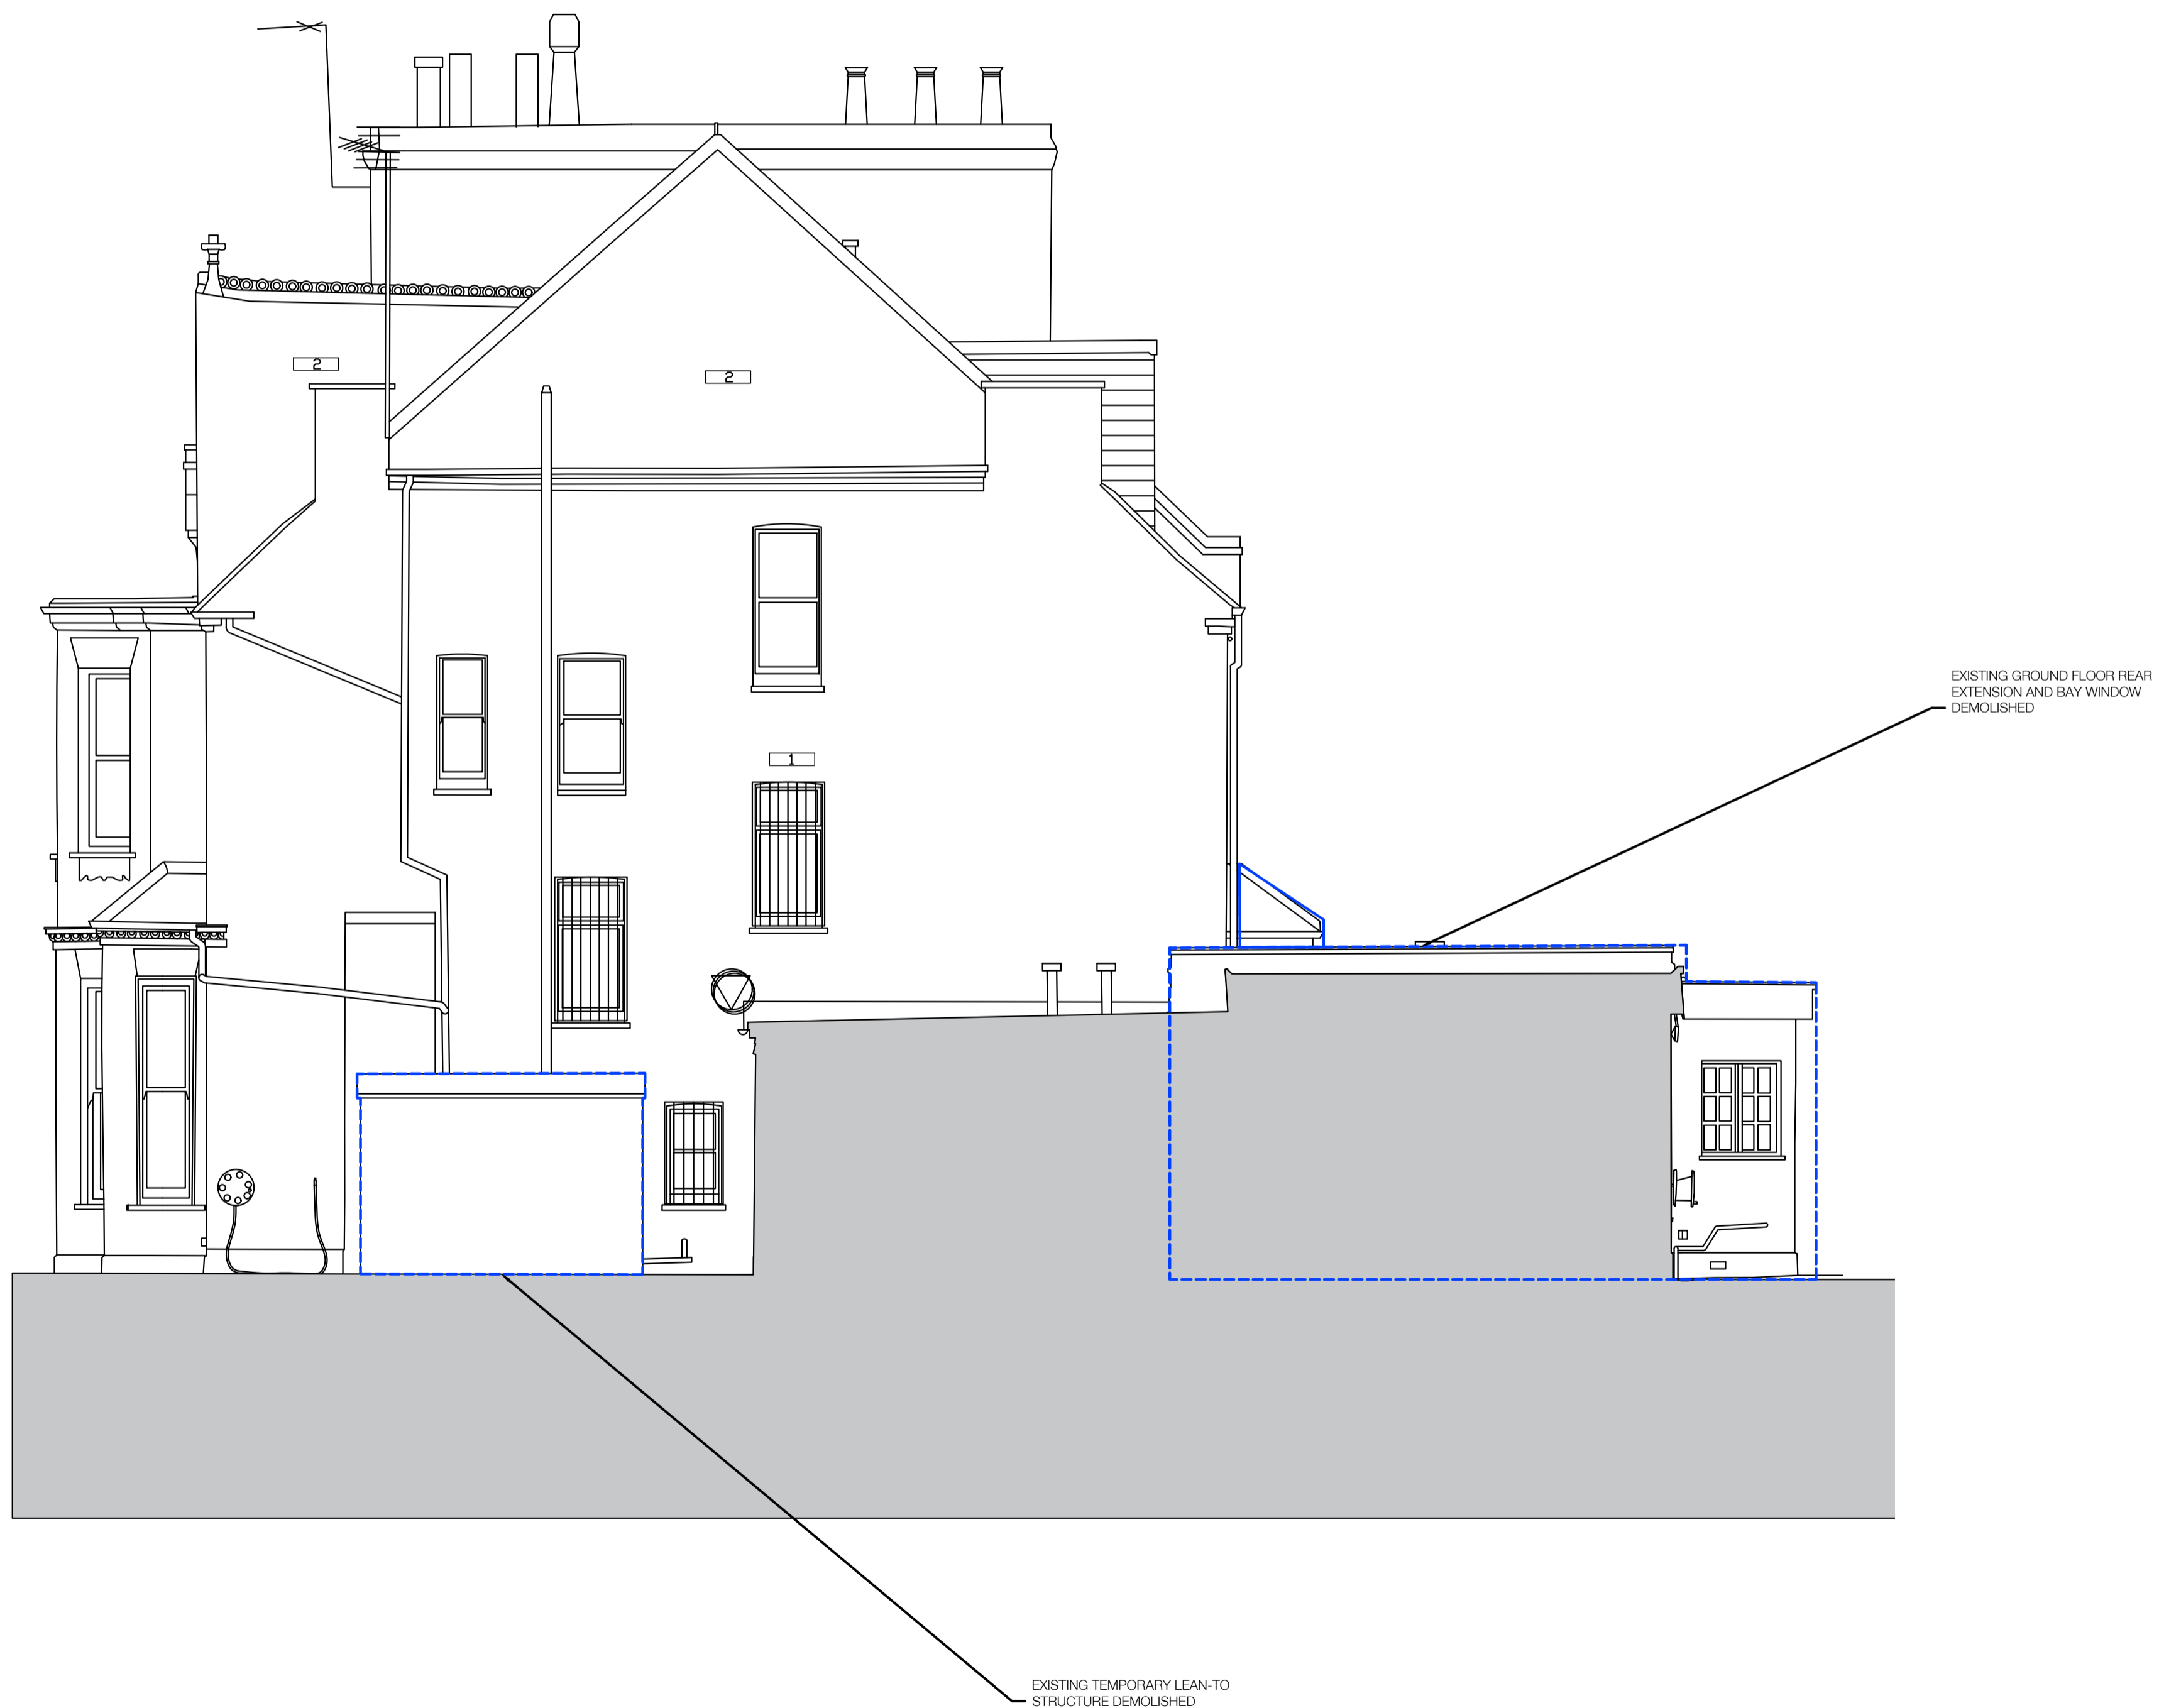 2
2
1
EXISTING GROUND FLOOR REAR
EXTENSION AND BAY WINDOW
DEMOLISHED
EXISTING TEMPORARY LEAN-TO
STRUCTURE DEMOLISHED